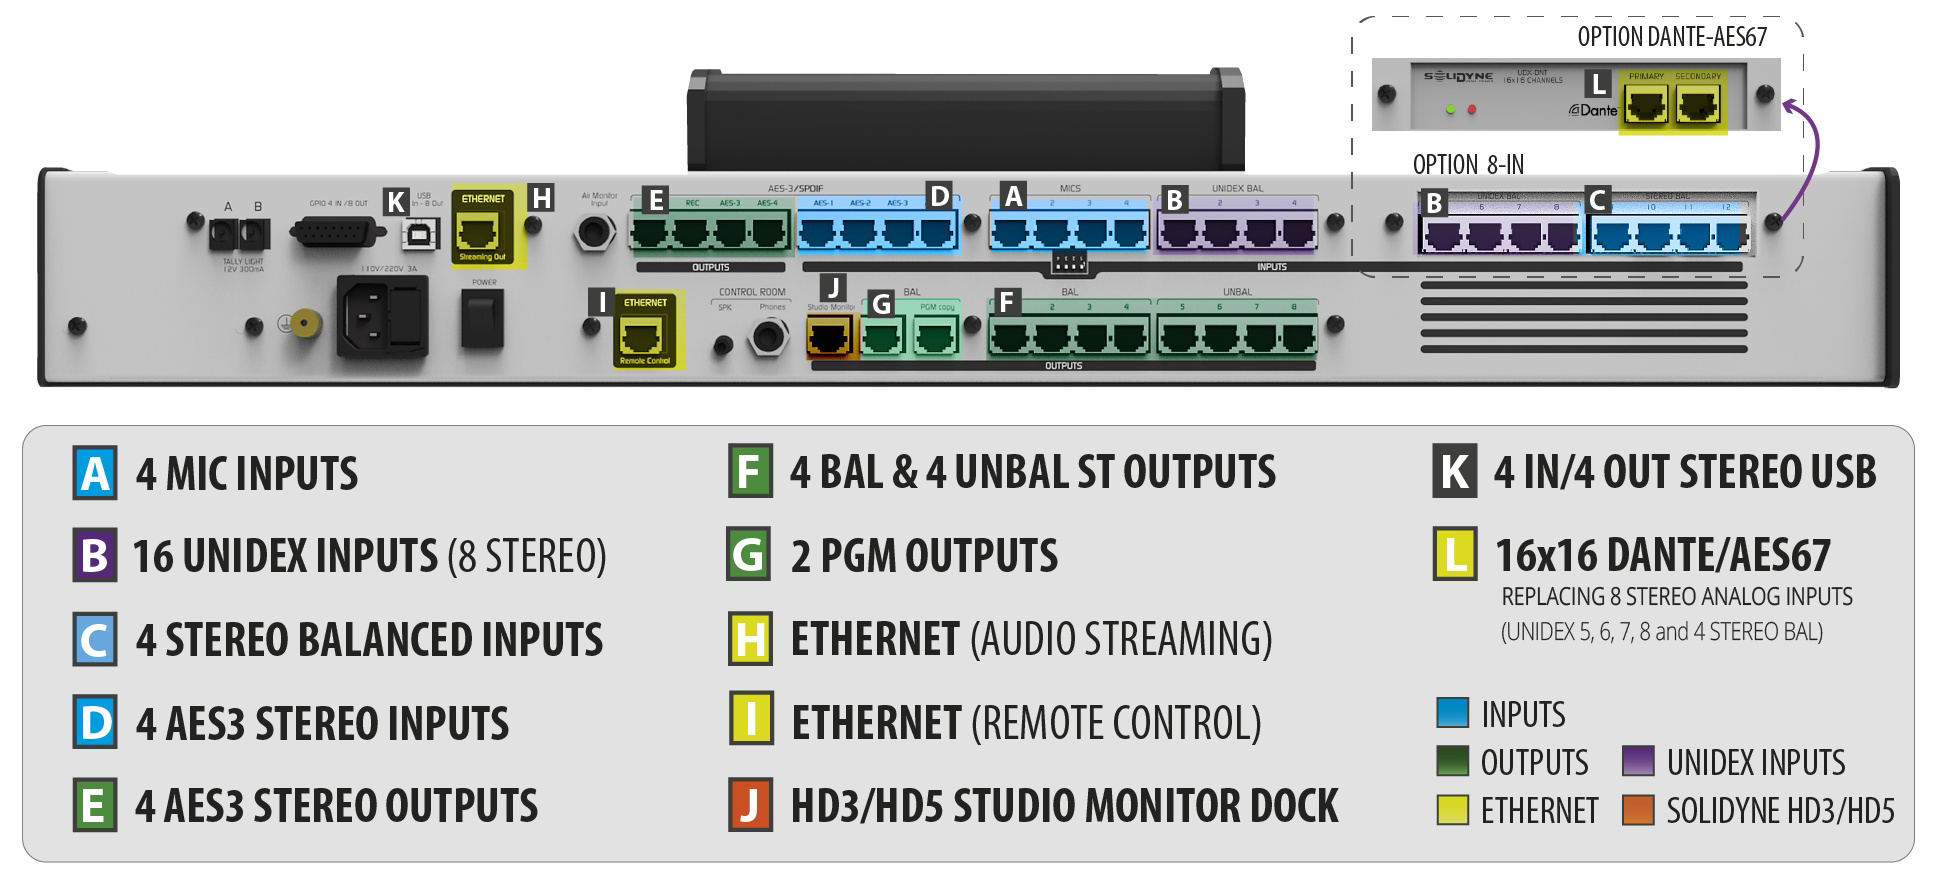 OPTION DANTE-AES67
SOLIDYNE
UDX-DNT
16x16 CHANNELS
L
PRIMARY
SECONDARY
Dante
OPTION 8-IN
A B
TALLY LIGHT
12V 300mA
GPIO 4 IN /8 OUT
K
USB
In - 8 Out
ETHERNET
Streaming Out
H
Air Monitor
Input
AES-3/SPDIF
E
REC AES-3 AES-4
AES-1 AES-2 AES-3
D
OUTPUTS
MICS
A
2 3 4
UNIDEX BAL
B
2 3 4
INPUTS
UNIDEX BAL
B
6 7 8
STEREO BAL
C
10 11 12
110V/220V 3A
POWER
I
ETHERNET
Remote Control
CONTROL ROOM
SPK Phones
J
Studio Monitor
BAL
G
PGM copy
BAL
F
2 3 4
UNBAL
5 6 7 8
OUTPUTS
A 4 MIC INPUTS
B 16 UNIDEX INPUTS (8 STEREO)
C 4 STEREO BALANCED INPUTS
D 4 AES3 STEREO INPUTS
E 4 AES3 STEREO OUTPUTS
F 4 BAL & 4 UNBAL ST OUTPUTS
G 2 PGM OUTPUTS
H ETHERNET (AUDIO STREAMING)
I ETHERNET (REMOTE CONTROL)
J HD3/HD5 STUDIO MONITOR DOCK
K 4 IN/4 OUT STEREO USB
L 16x16 DANTE/AES67
REPLACING 8 STEREO ANALOG INPUTS
(UNIDEX 5, 6, 7, 8 and 4 STEREO BAL)
INPUTS
OUTPUTS
UNIDEX INPUTS
ETHERNET
SOLIDYNE HD3/HD5